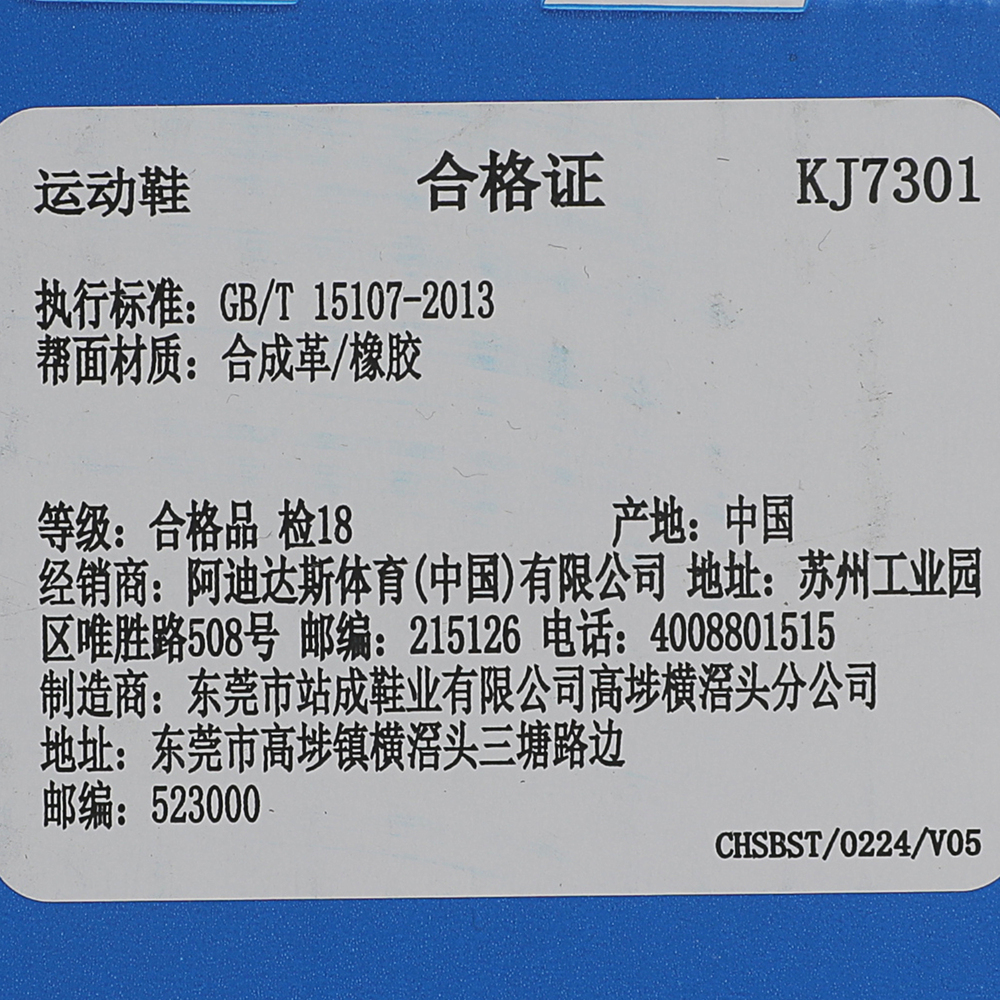 运动鞋 合格证 KJ7301
执行标准：GB/T 15107-2013
帮面材质：合成革/橡胶
等级：合格品 检18 产地：中国
经销商：阿迪达斯体育(中国)有限公司 地址：苏州工业园
区唯胜路508号 邮编：215126 电话：4008801515
制造商：东莞市站成鞋业有限公司高埗横滘头分公司
地址：东莞市高埗镇横滘头三塘路边
邮编：523000
CHSBST/0224/V05